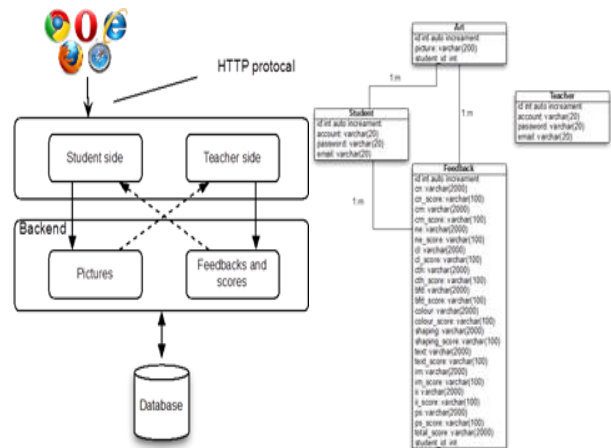 HTTP protocal
Student side
Teacher side
Backend
Pictures
Feedbacks and
scores
Database
Art
id int auto increament
picture: varchar(200)
student_id: int
1:m
1:m
Student
id int auto increament
account: varchar(20)
password: varchar(20)
email: varchar(20)
Teacher
id int auto increament
account: varchar(20)
password: varchar(20)
email: varchar(20)
1:m
Feedback
id int auto increament
cn: varchar(2000)
cn_score: varchar(100)
cm: varchar(2000)
cm_score: varchar(100)
ne: varchar(2000)
ne_score: varchar(100)
cl: varchar(2000)
cl_score: varchar(100)
cth: varchar(2000)
cth_score: varchar(100)
bfd: varchar(2000)
bfd_score: varchar(100)
colour: varchar(2000)
colour_score: varchar(100)
shaping: varchar(2000)
shaping_score: varchar(100)
text: varchar(2000)
text_score: varchar(100)
im: varchar(2000)
im_score: varchar(100)
ii: varchar(2000)
ii_score: varchar(100)
ps: varchar(2000)
ps_score: varchar(100)
total_score: varchar(2000)
student_id: int